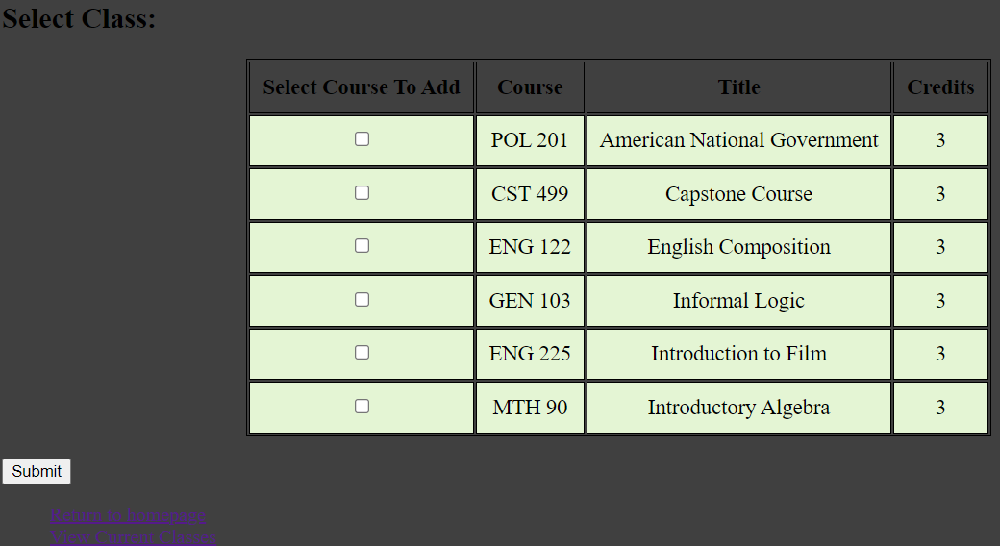 Select Class:
Select Course To Add Course Title Credits
POL 201 American National Government 3
CST 499 Capstone Course 3
ENG 122 English Composition 3
GEN 103 Informal Logic 3
ENG 225 Introduction to Film 3
MTH 90 Introductory Algebra 3
Submit
Return to homepage
View Current Classes